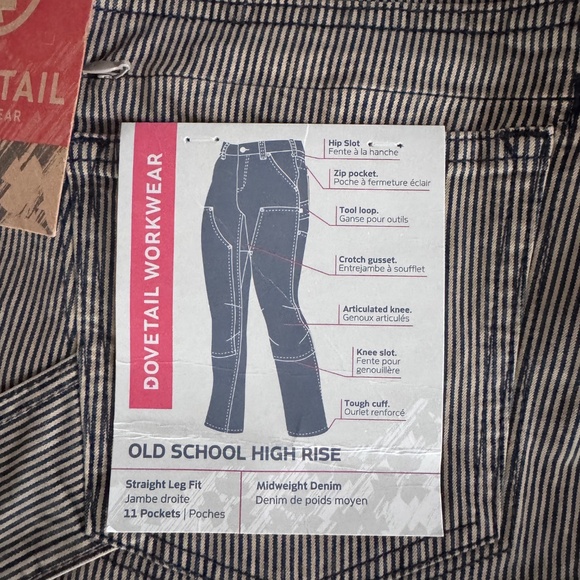 TAIL
EAR
DOVETAIL WORKWEAR
Hip Slot
Fente à la hanche
Zip pocket.
Poche à fermeture éclair
Tool loop.
Ganse pour outils
Crotch gusset.
Entrejambe à soufflet
Articulated knee.
Genoux articulés
Knee slot.
Fente pour
genouillère
Tough cuff.
Ourlet renforcé
OLD SCHOOL HIGH RISE
Straight Leg Fit
Jambe droite
11 Pockets | Poches
Midweight Denim
Denim de poids moyen